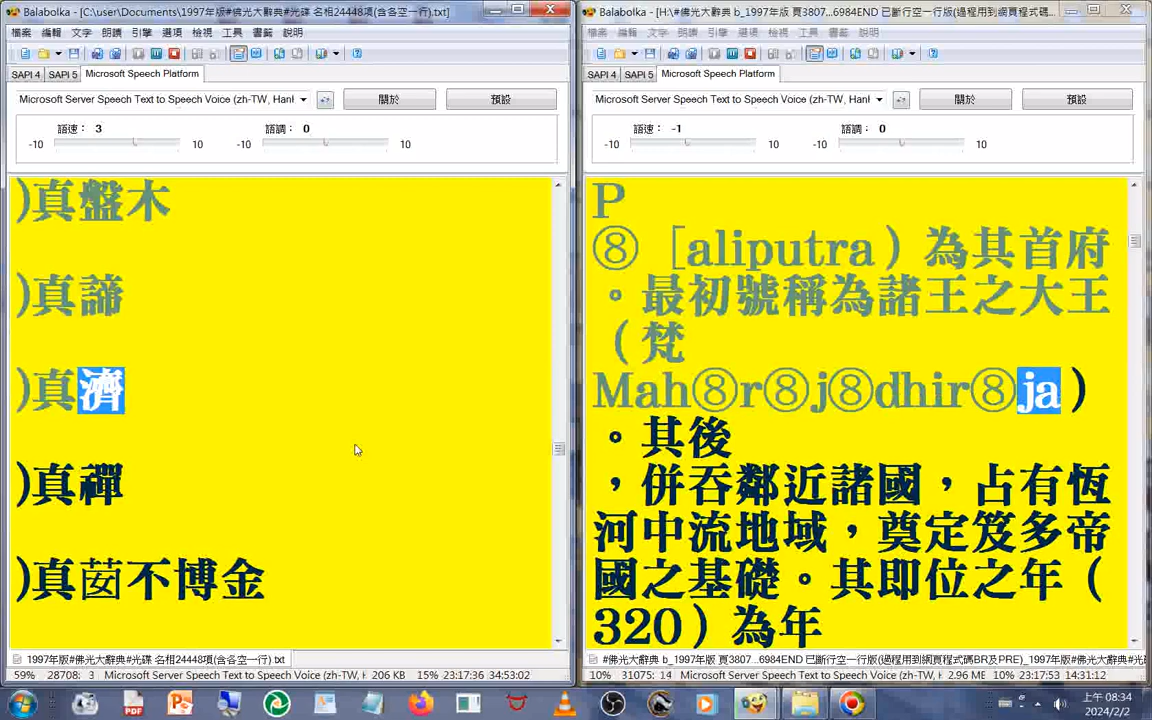 Balabolka - [C:\user\Documents\1997年版#佛光大辭典#光碟 名相24448項(含各空一行).txt]
檔案 編輯 文字 朗讀 引擎 選項 檢視 工具 書籤 說明
SAPI 4 SAPI 5 Microsoft Speech Platform
Microsoft Server Speech Text to Speech Voice (zh-TW, Han 關於 預設
語速： 3 語調： 0
-10 10 -10 10
)真盤木
)真諦
)真濟
)真禪
)真薗不博金
1997年版#佛光大辭典#光碟 名相24448項(含各空一行).txt
59% 28708: 3 Microsoft Server Speech Text to Speech Voice (zh-TW, H 206 KB 15% 23:17:36 34:53:02
Balabolka - [H:\#佛光大辭典 b_1997年版 頁3807...6984END 已斷行空一行版(過程用到網頁程式碼...
檔案 編輯 文字 朗讀 引擎 選項 檢視 工具 書籤 說明
SAPI 4 SAPI 5 Microsoft Speech Platform
Microsoft Server Speech Text to Speech Voice (zh-TW, Han 關於 預設
語速： -1 語調： 0
-10 10 -10 10
P
⑧［aliputra）為其首府
。最初號稱為諸王之大王
（梵
Mah⑧r⑧j⑧dhir⑧ja）
。其後
，併吞鄰近諸國，占有恆
河中流地域，奠定笈多帝
國之基礎。其即位之年（
320）為年
#佛光大辭典 b_1997年版 頁3807...6984END 已斷行空一行版(過程用到網頁程式碼BR及PRE)_1997年版#光
10% 31075: 14 Microsoft Server Speech Text to Speech Voice (zh-TW, H 2.96 MB 10% 23:17:53 14:31:12
上午 08:34
2024/2/2